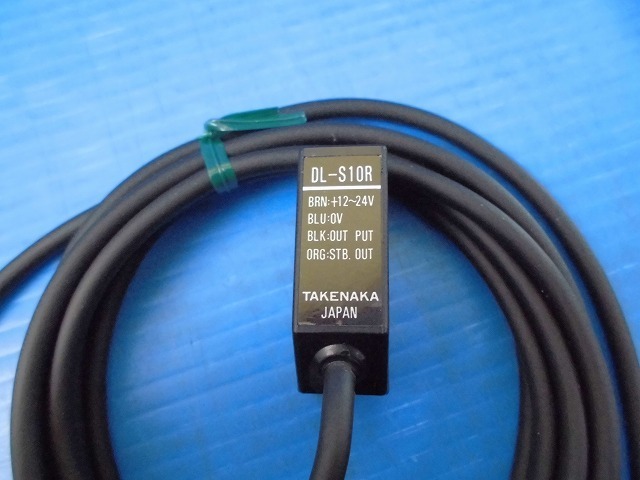 DL-S10R
BRN:+12~24V
BLU:0V
BLK:OUT PUT
ORG:STB. OUT
TAKENAKA
JAPAN